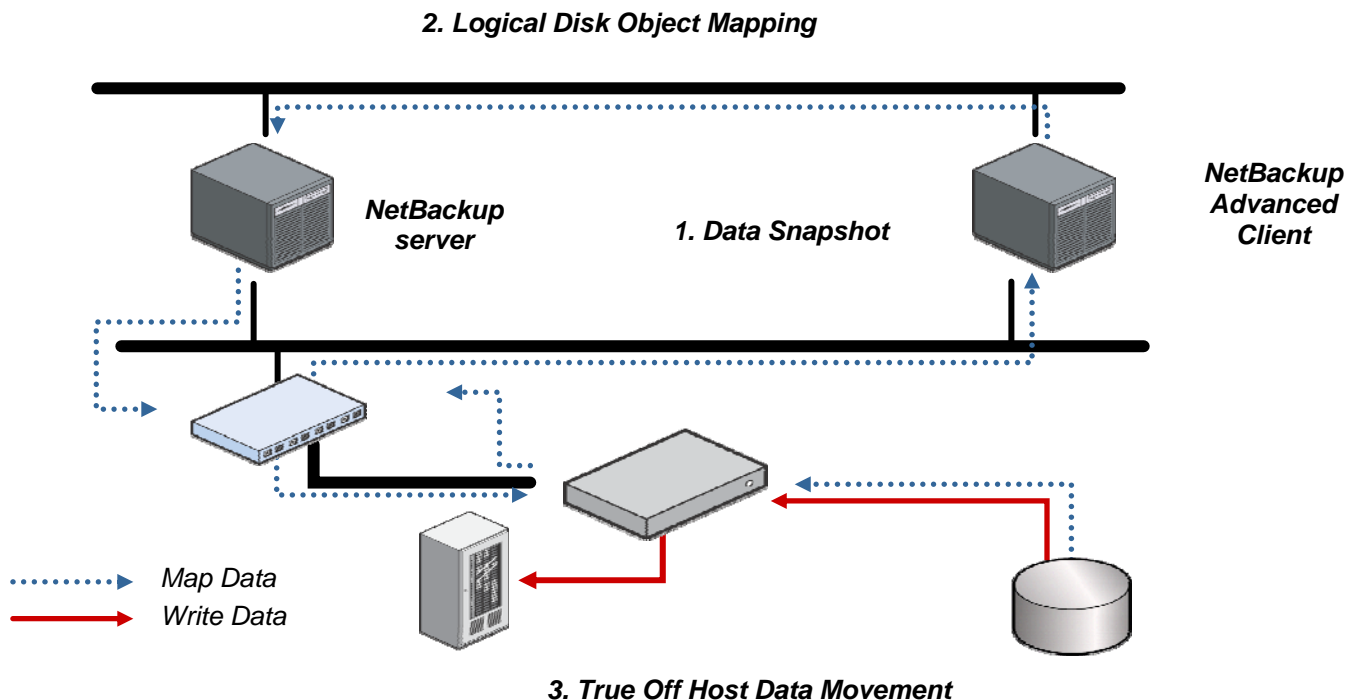 2. Logical Disk Object Mapping
NetBackup
server
1. Data Snapshot
NetBackup
Advanced
Client
Map Data
Write Data
3. True Off Host Data Movement